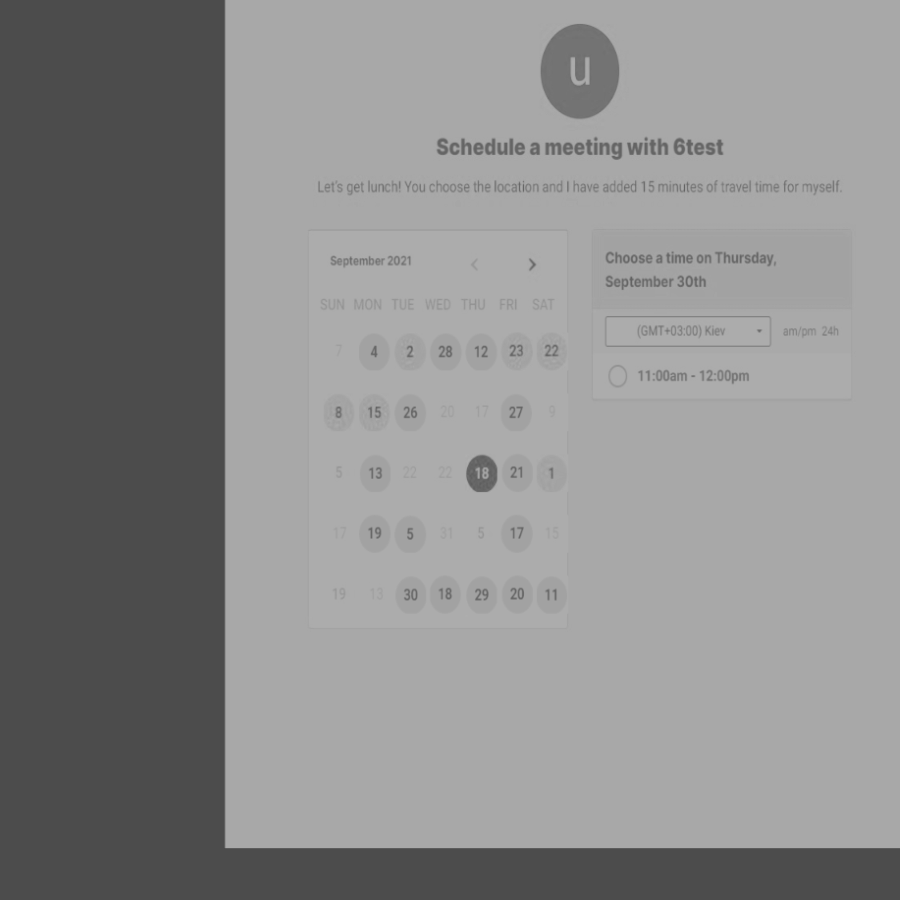 u
Schedule a meeting with 6test
Let's get lunch! You choose the location and I have added 15 minutes of travel time for myself.
September 2021
SUN MON TUE WED THU FRI SAT
7 4 2 28 12 23 22
8 15 26 20 17 27 9
5 13 22 22 18 21 1
17 19 5 31 5 17 15
19 13 30 18 29 20 11
Choose a time on Thursday,
September 30th
(GMT+03:00) Kiev am/pm 24h
11:00am - 12:00pm